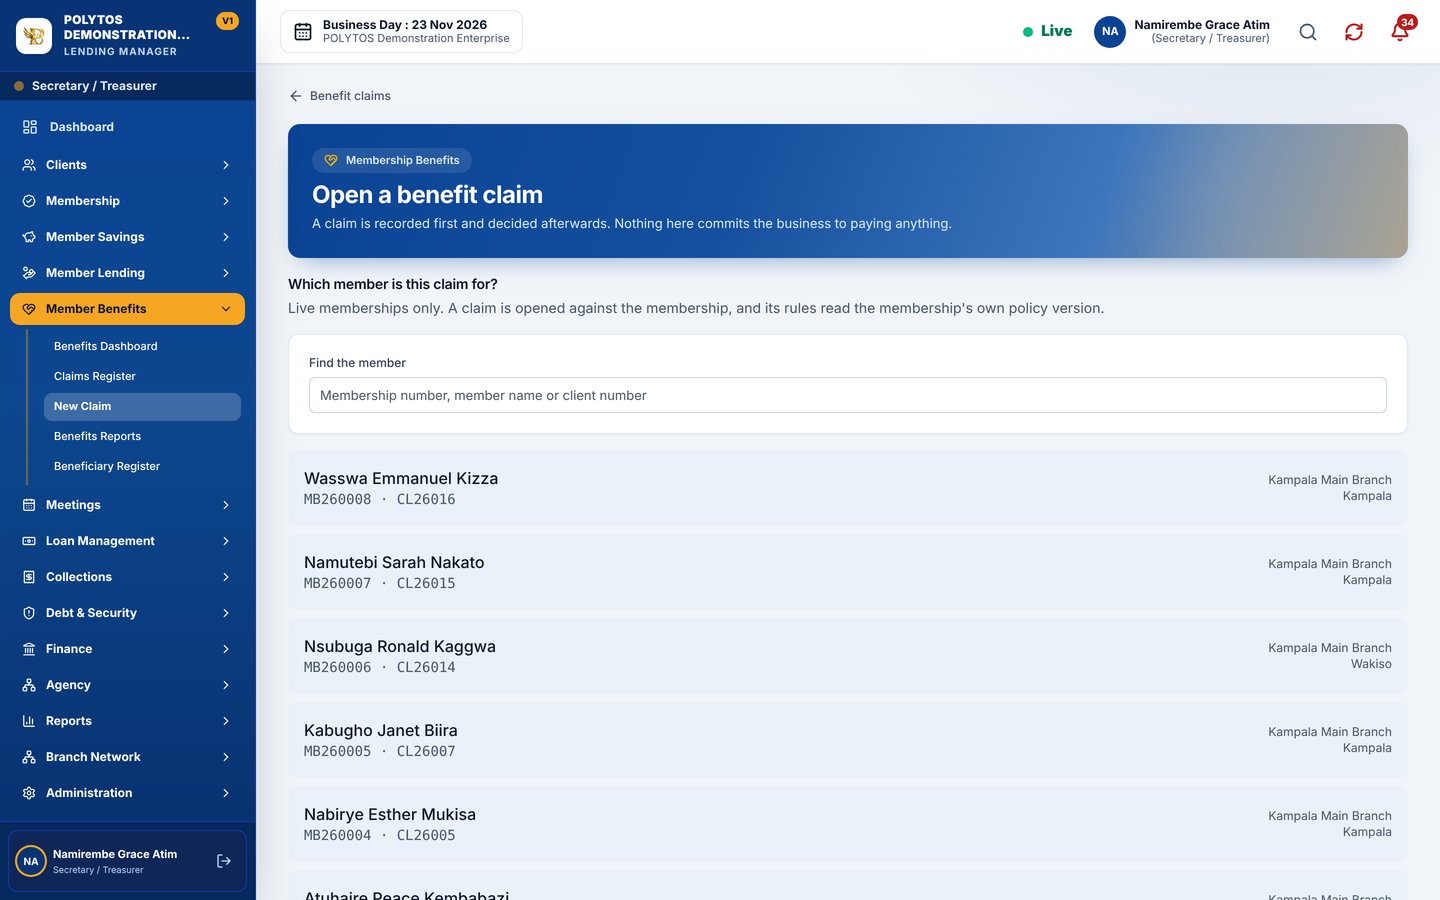 POLYTOS
DEMONSTRATION...
LENDING MANAGER
V1
Secretary / Treasurer
Dashboard
Clients
Membership
Member Savings
Member Lending
Member Benefits
Benefits Dashboard
Claims Register
New Claim
Benefits Reports
Beneficiary Register
Meetings
Loan Management
Collections
Debt & Security
Finance
Agency
Reports
Branch Network
Administration
NA
Namirembe Grace Atim
Secretary / Treasurer
Business Day : 23 Nov 2026
POLYTOS Demonstration Enterprise
Live
NA
Namirembe Grace Atim
(Secretary / Treasurer)
34
Benefit claims
Membership Benefits
Open a benefit claim
A claim is recorded first and decided afterwards. Nothing here commits the business to paying anything.
Which member is this claim for?
Live memberships only. A claim is opened against the membership, and its rules read the membership's own policy version.
Find the member
Membership number, member name or client number
Wasswa Emmanuel Kizza
MB260008 · CL26016
Kampala Main Branch
Kampala
Namutebi Sarah Nakato
MB260007 · CL26015
Kampala Main Branch
Kampala
Nsubuga Ronald Kaggwa
MB260006 · CL26014
Kampala Main Branch
Wakiso
Kabugho Janet Biira
MB260005 · CL26007
Kampala Main Branch
Kampala
Nabirye Esther Mukisa
MB260004 · CL26005
Kampala Main Branch
Kampala
Atuhaire Peace Kembabazi
Kampala Main Branch